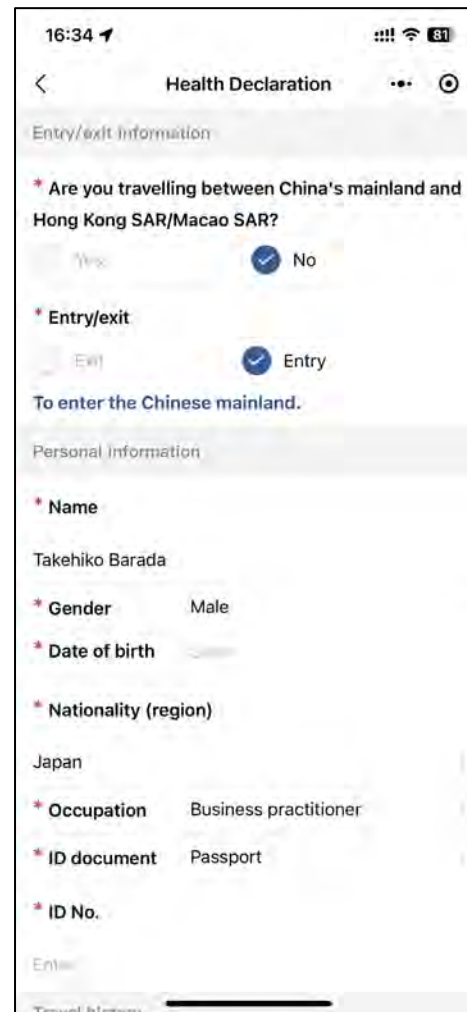 16:34
81
Health Declaration
Entry/exit information
* Are you travelling between China's mainland and
Hong Kong SAR/Macao SAR?
Yes No
* Entry/exit
Exit Entry
To enter the Chinese mainland.
Personal information
* Name
Takehiko Barada
* Gender Male
* Date of birth
* Nationality (region)
Japan
* Occupation Business practitioner
* ID document Passport
* ID No.
Enter
Travel history